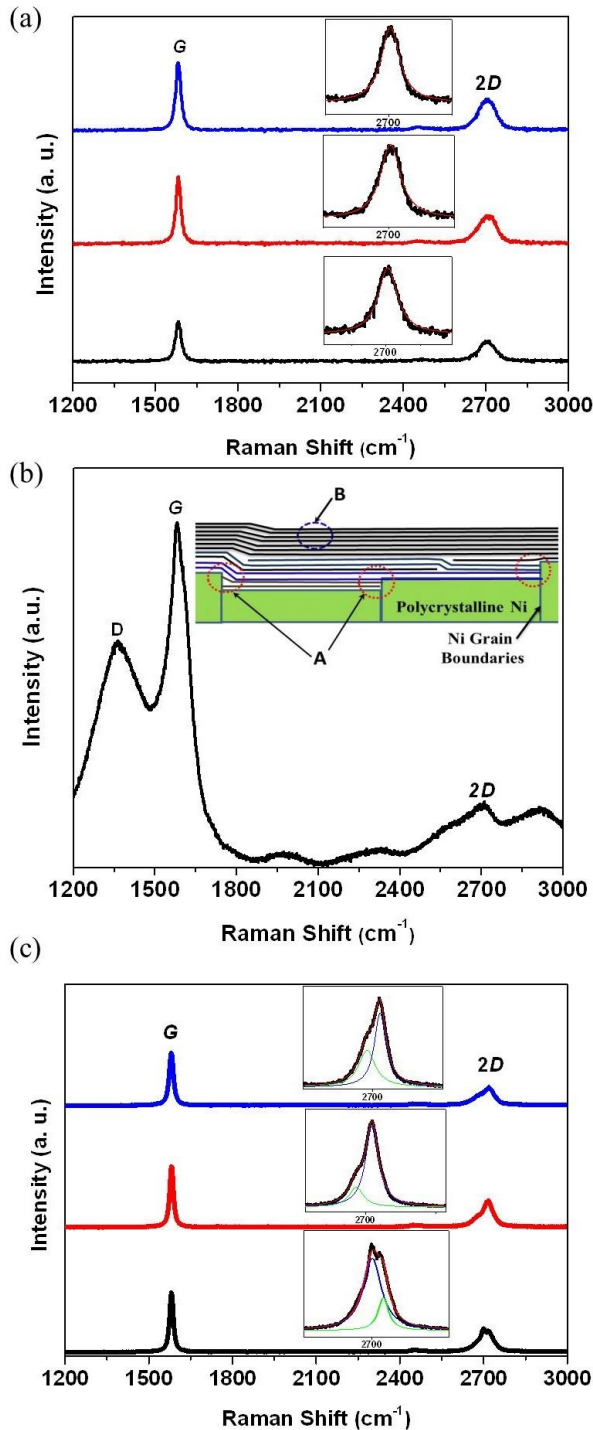 (a)
G
2D
2700
2700
2700
Intensity (a. u.)
1200 1500 1800 2100 2400 2700 3000
Raman Shift (cm-1)
(b)
G
D
2D
B
A
Polycrystalline Ni
Ni Grain
Boundaries
Intensity (a.u.)
1200 1500 1800 2100 2400 2700 3000
Raman Shift (cm-1)
(c)
G
2D
2700
2700
2700
Intensity (a. u.)
1200 1500 1800 2100 2400 2700 3000
Raman Shift (cm-1)